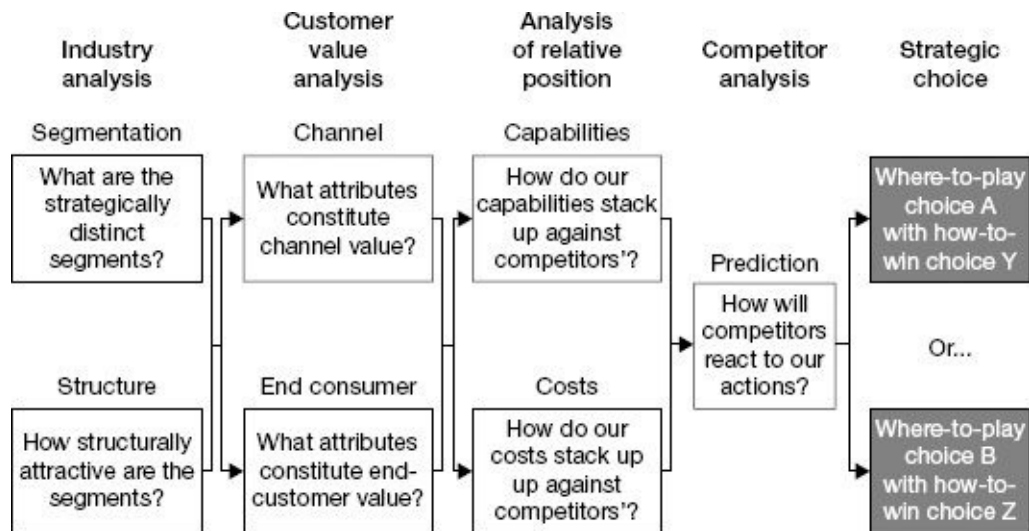 Industry
analysis
Customer
value
analysis
Analysis
of relative
position
Competitor
analysis
Strategic
choice
Segmentation
What are the
strategically
distinct
segments?
Structure
How structurally
attractive are the
segments?
Channel
What attributes
constitute
channel value?
End consumer
What attributes
constitute end-
customer value?
Capabilities
How do our
capabilities stack
up against
competitors’?
Costs
How do our
costs stack up
up against
competitors’?
Prediction
How will
competitors
react to our
actions?
Where-to-play
choice A
with how-to-
win choice Y
Or...
Where-to-play
choice B
with how-to-
win choice Z